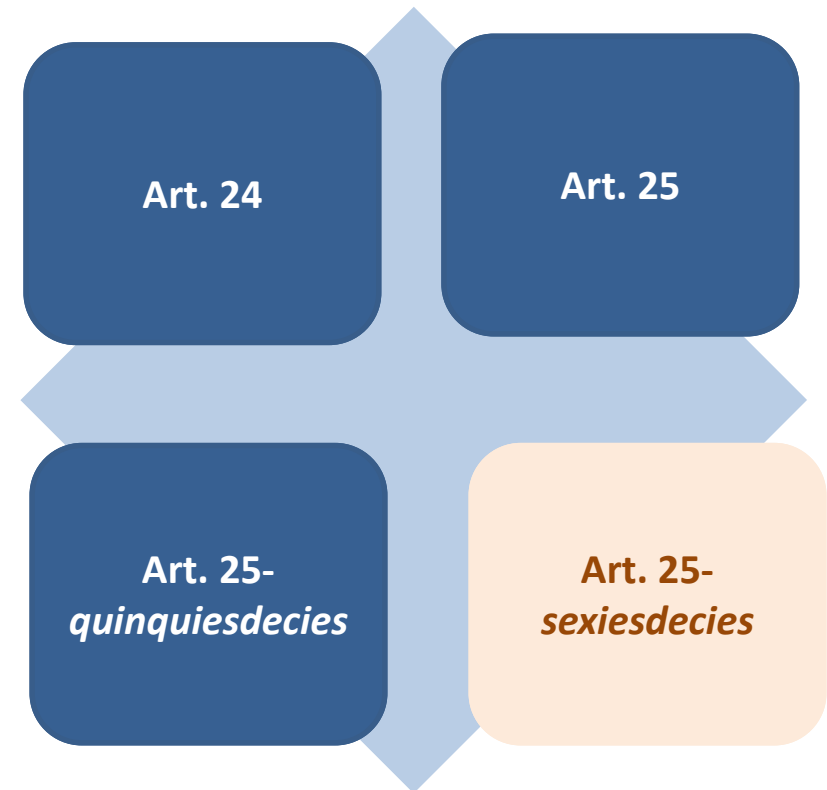 Art. 24
Art. 25
Art. 25-
quinquiesdecies
Art. 25-
sexiesdecies